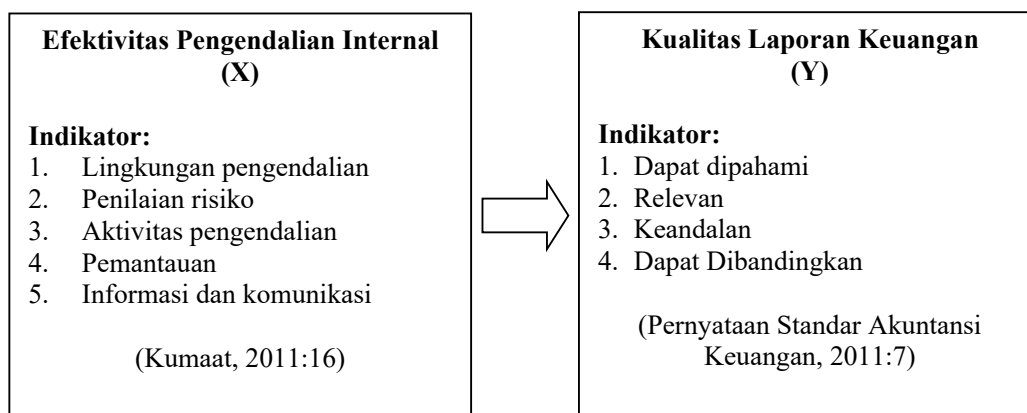 Efektivitas Pengendalian Internal
(X)
Indikator:
1. Lingkungan pengendalian
2. Penilaian risiko
3. Aktivitas pengendalian
4. Pemantauan
5. Informasi dan komunikasi
(Kumaat, 2011:16)
Kualitas Laporan Keuangan
(Y)
Indikator:
1. Dapat dipahami
2. Relevan
3. Keandalan
4. Dapat Dibandingkan
(Pernyataan Standar Akuntansi
Keuangan, 2011:7)